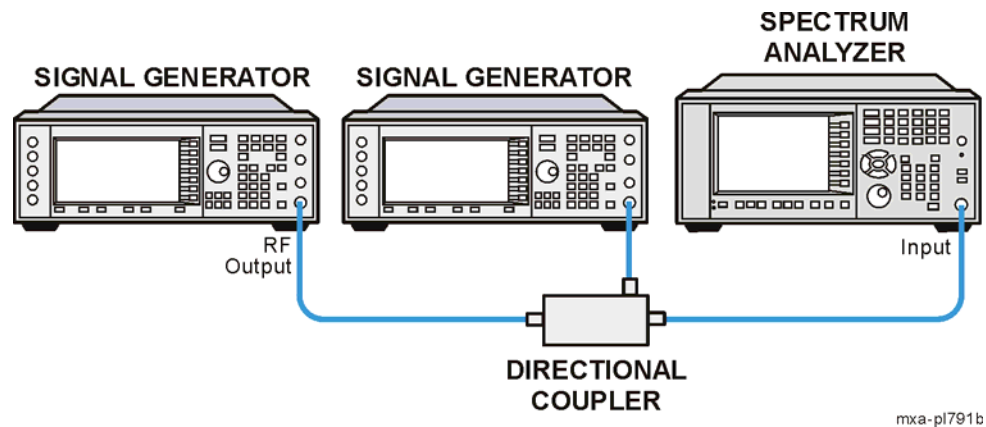 SPECTRUM
ANALYZER
SIGNAL GENERATOR
SIGNAL GENERATOR
RF
Output
Input
DIRECTIONAL
COUPLER
mxa-pl791b